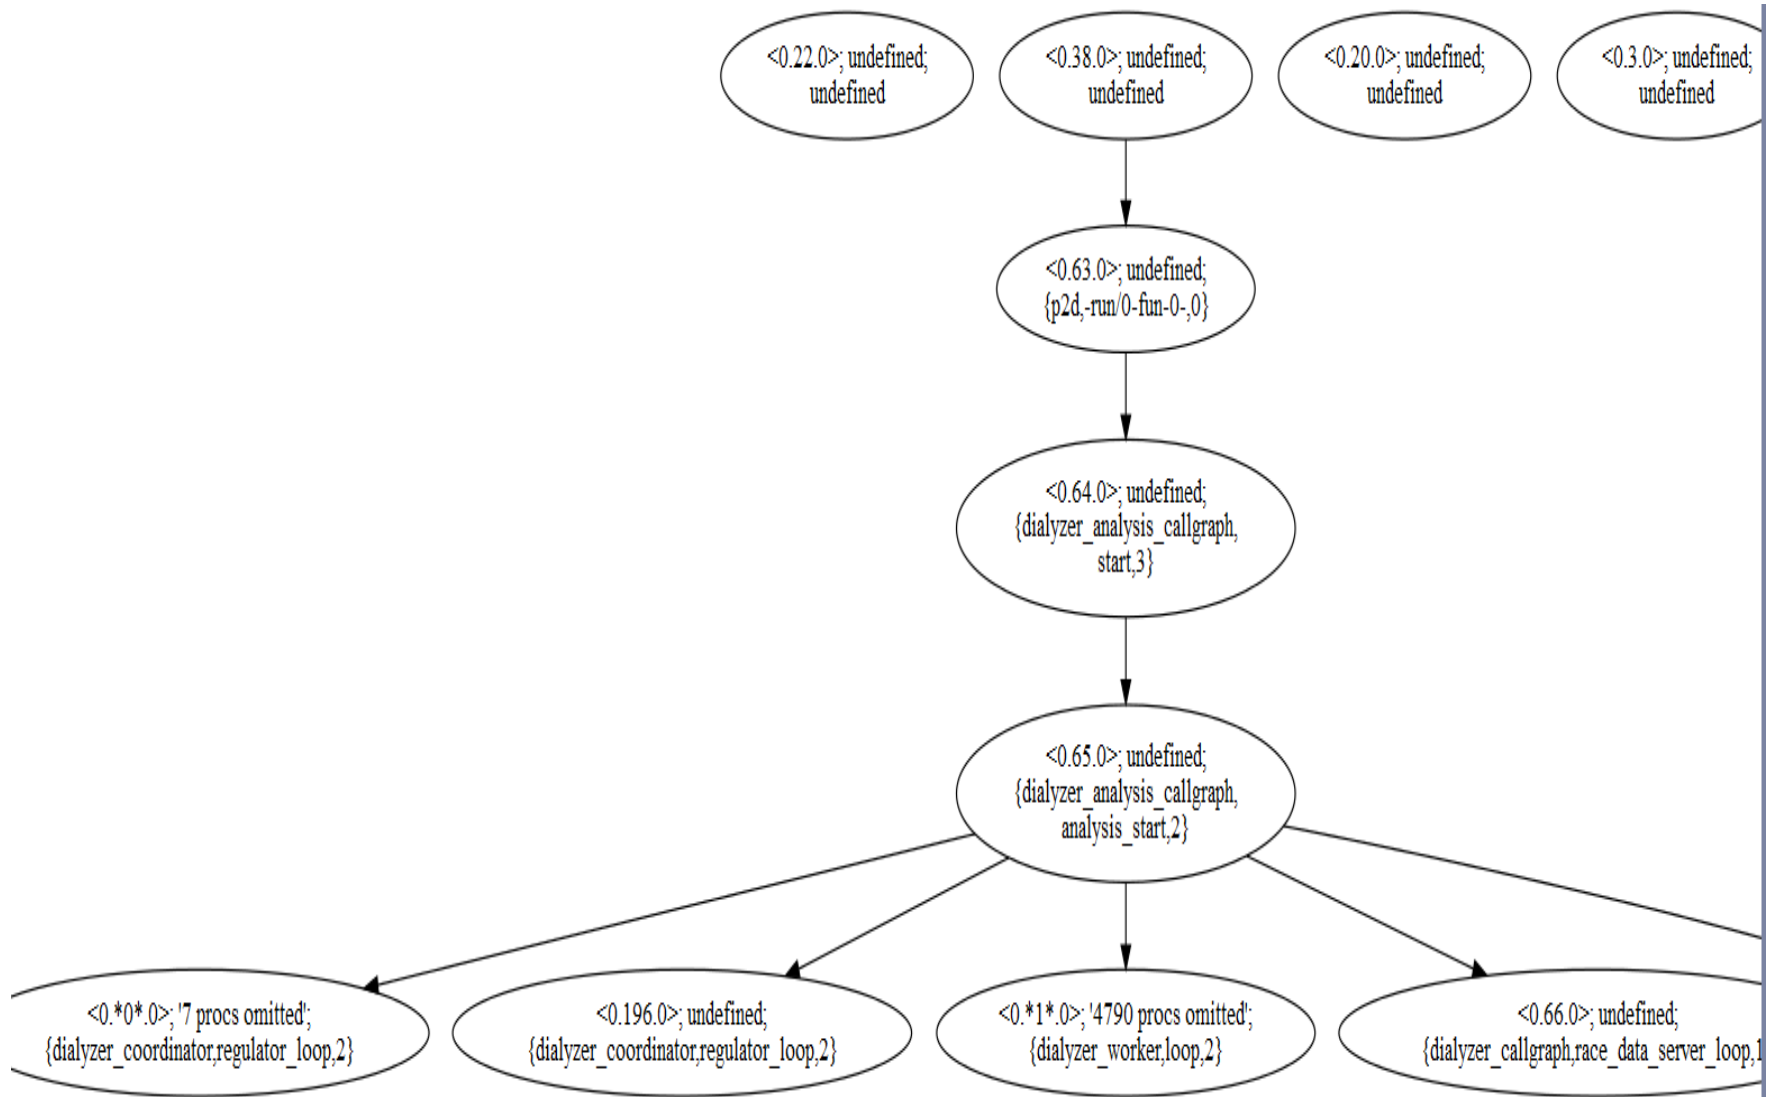 <0.22.0>; undefined;
undefined
<0.38.0>; undefined;
undefined
<0.20.0>; undefined;
undefined
<0.3.0>; undefined;
undefined
<0.63.0>; undefined;
{p2d,-run/0-fun-0-,0}
<0.64.0>; undefined;
{dialyzer_analysis_callgraph,
start,3}
<0.65.0>; undefined;
{dialyzer_analysis_callgraph,
analysis_start,2}
<0.*0*.0>; '7 procs omitted';
{dialyzer_coordinator,regulator_loop,2}
<0.196.0>; undefined;
{dialyzer_coordinator,regulator_loop,2}
<0.*1*.0>; '4790 procs omitted';
{dialyzer_worker,loop,2}
<0.66.0>; undefined;
{dialyzer_callgraph,race_data_server_loop,1